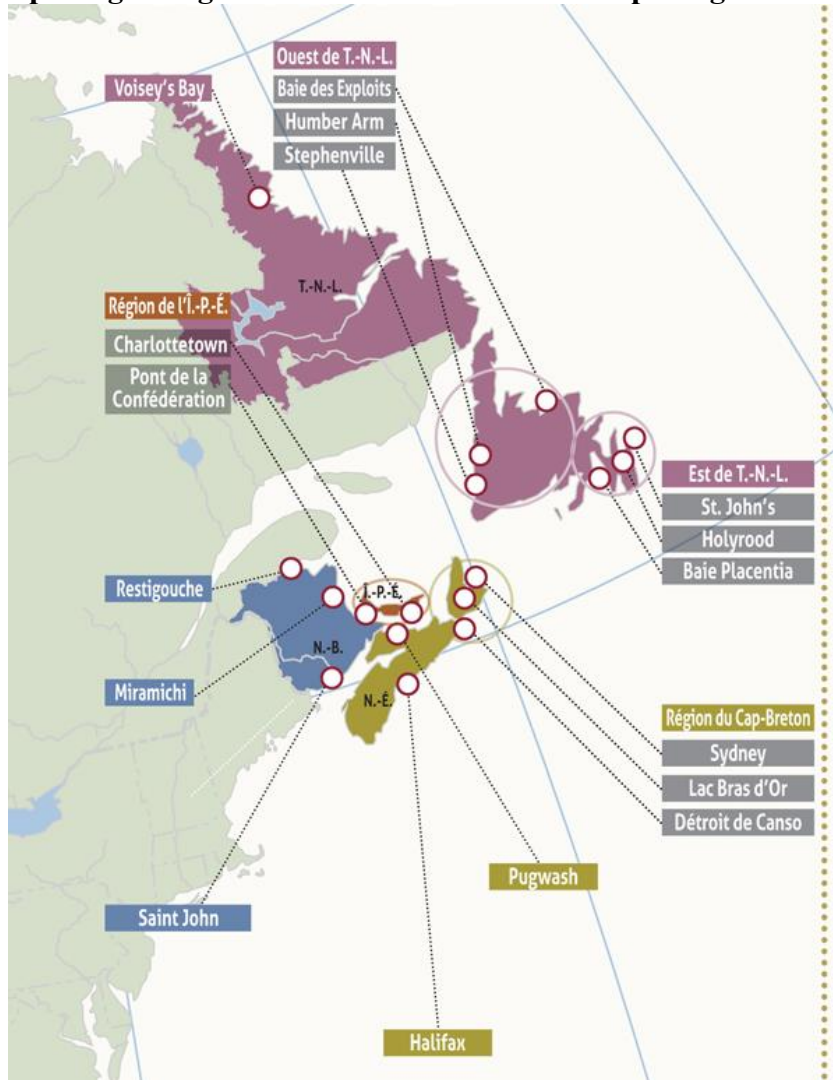 Voisey's Bay
Ouest de T.-N.-L.
Baie des Exploits
Humber Arm
Stephenville
T.-N.-L.
Région de l'Î.-P.-É.
Charlottetown
Pont de la
Confédération
Est de T.-N.-L.
St. John's
Holyrood
Baie Placentia
Restigouche
Î.-P.-É.
N.-B.
Miramichi
N.-É.
Région du Cap-Breton
Sydney
Lac Bras d'Or
Détroit de Canso
Pugwash
Saint John
Halifax